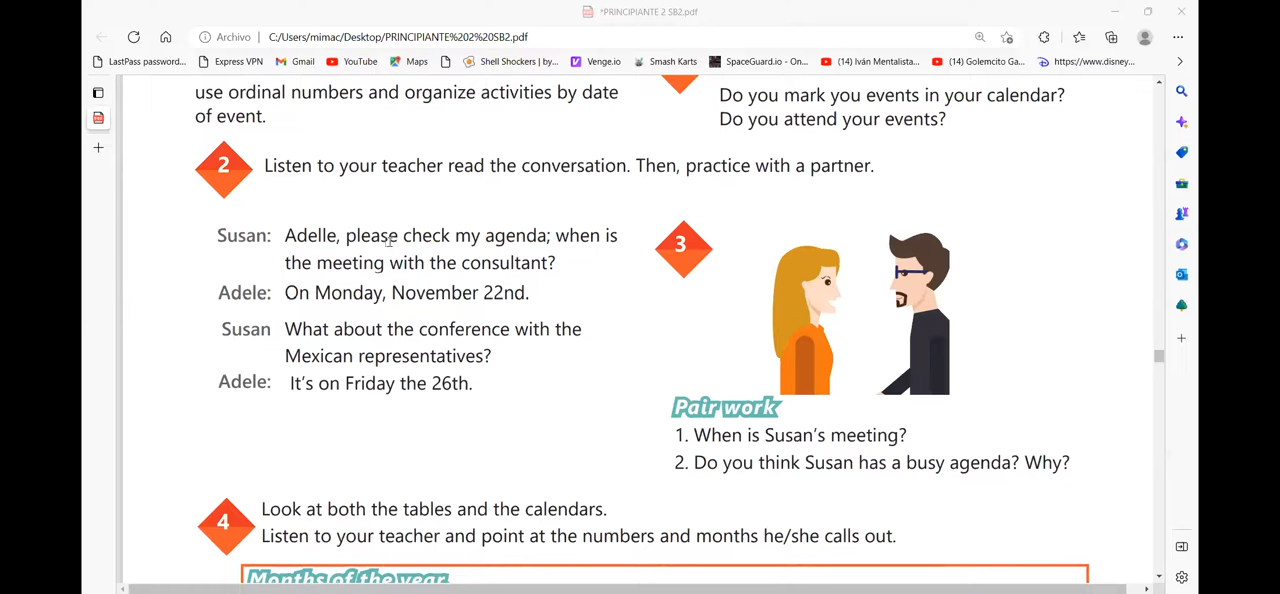 *PRINCIPIANTE 2 SB2.pdf
Archivo C:/Users/mimac/Desktop/PRINCIPIANTE%202%20SB2.pdf
LastPass password... Express VPN Gmail YouTube Maps Shell Shockers | by... Venge.io Smash Karts SpaceGuard.io - On... (14) Iván Mentalista... (14) Golemcito Ga... https://www.disney...
use ordinal numbers and organize activities by date
of event.
Do you mark you events in your calendar?
Do you attend your events?
2 Listen to your teacher read the conversation. Then, practice with a partner.
Susan: Adelle, please check my agenda; when is
the meeting with the consultant?
Adele: On Monday, November 22nd.
Susan What about the conference with the
Mexican representatives?
Adele: It's on Friday the 26th.
3
Pair work
1. When is Susan's meeting?
2. Do you think Susan has a busy agenda? Why?
4 Look at both the tables and the calendars.
Listen to your teacher and point at the numbers and months he/she calls out.
Months of the year